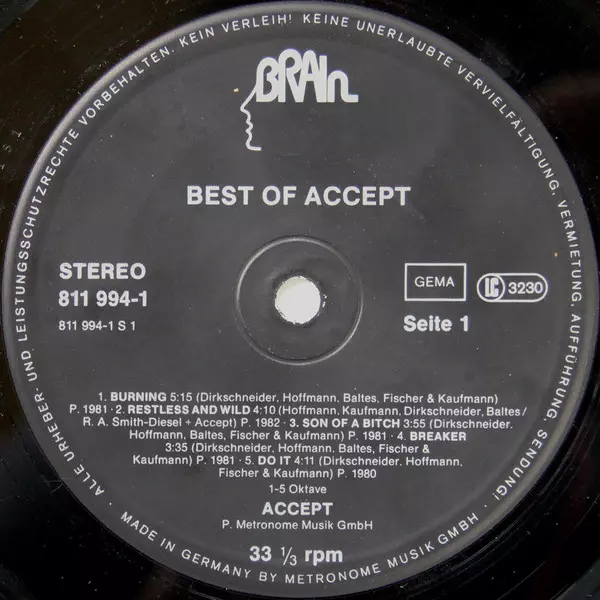 ALLE URHEBER UND LEISTUNGSSCHUTZRECHTE VORBEHALTEN. KEIN VERLEIH! KEINE UNERLAUBTE VERVIELFÄLTIGUNG, VERMIETUNG, AUFFÜHRUNG, SENDUNG!
BRAIN
BEST OF ACCEPT
STEREO
811 994-1
811 994-1 S 1
GEMA
LC 3230
Seite 1
1. BURNING 5:15 (Dirkschneider, Hoffmann, Baltes, Fischer & Kaufmann)
P. 1981 · 2. RESTLESS AND WILD 4:10 (Hoffmann, Kaufmann, Dirkschneider, Baltes/
R. A. Smith-Diesel + Accept) P. 1982 · 3. SON OF A BITCH 3:55 (Dirkschneider,
Hoffmann, Baltes, Fischer & Kaufmann) P. 1981 · 4. BREAKER
3:35 (Dirkschneider, Hoffmann, Baltes, Fischer &
Kaufmann) P. 1981 · 5. DO IT 4:11 (Dirkschneider, Hoffmann,
Fischer & Kaufmann) P. 1980
1-5 Oktave
ACCEPT
P. Metronome Musik GmbH
33 1/3 rpm
MADE IN GERMANY BY METRONOME MUSIK GMBH